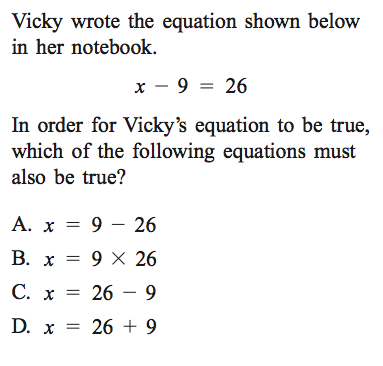 Vicky wrote the equation shown below
in her notebook.
x − 9 = 26
In order for Vicky’s equation to be true,
which of the following equations must
also be true?
A. x = 9 − 26
B. x = 9 × 26
C. x = 26 − 9
D. x = 26 + 9